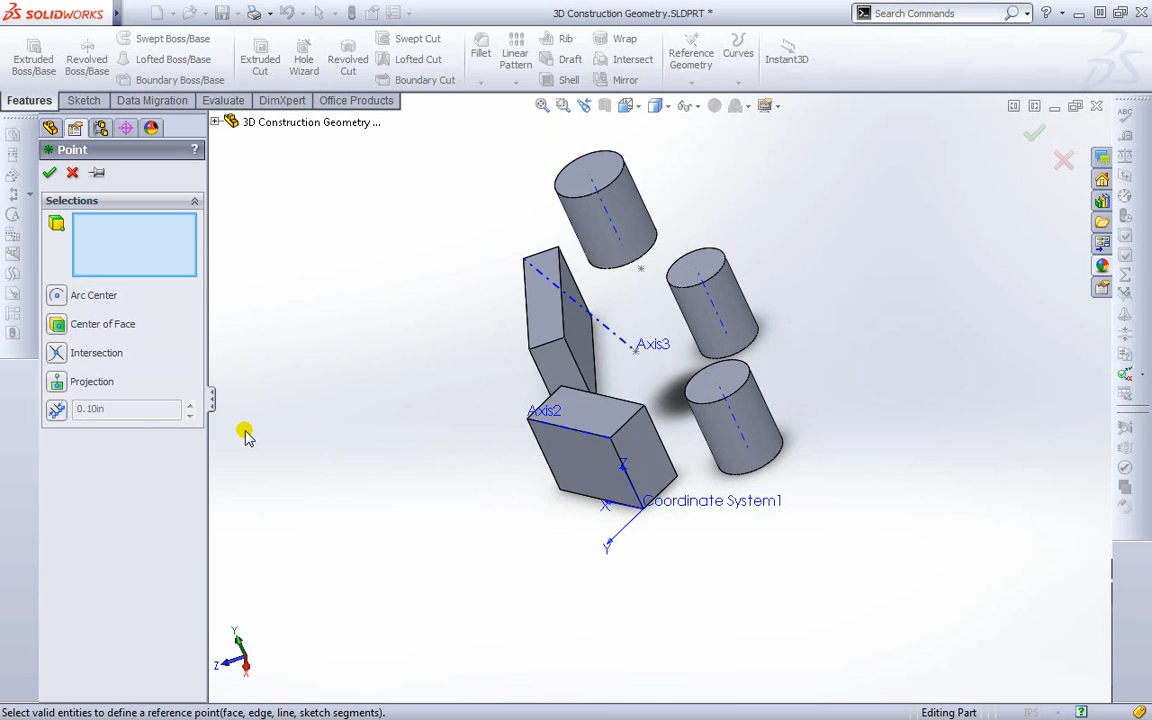 SOLIDWORKS
3D Construction Geometry.SLDPRT *
Search Commands
Extruded Boss/Base
Revolved Boss/Base
Swept Boss/Base
Lofted Boss/Base
Boundary Boss/Base
Extruded Cut
Hole Wizard
Revolved Cut
Swept Cut
Lofted Cut
Boundary Cut
Fillet
Linear Pattern
Rib
Draft
Shell
Wrap
Intersect
Mirror
Reference Geometry
Curves
Instant3D
Features
Sketch
Data Migration
Evaluate
DimXpert
Office Products
3D Construction Geometry ...
Point
?
Selections
Arc Center
Center of Face
Intersection
Projection
0.10in
Axis3
Axis2
Z
X
Coordinate System1
Y
Y
Z
X
Select valid entities to define a reference point(face, edge, line, sketch segments).
Editing Part
IPS